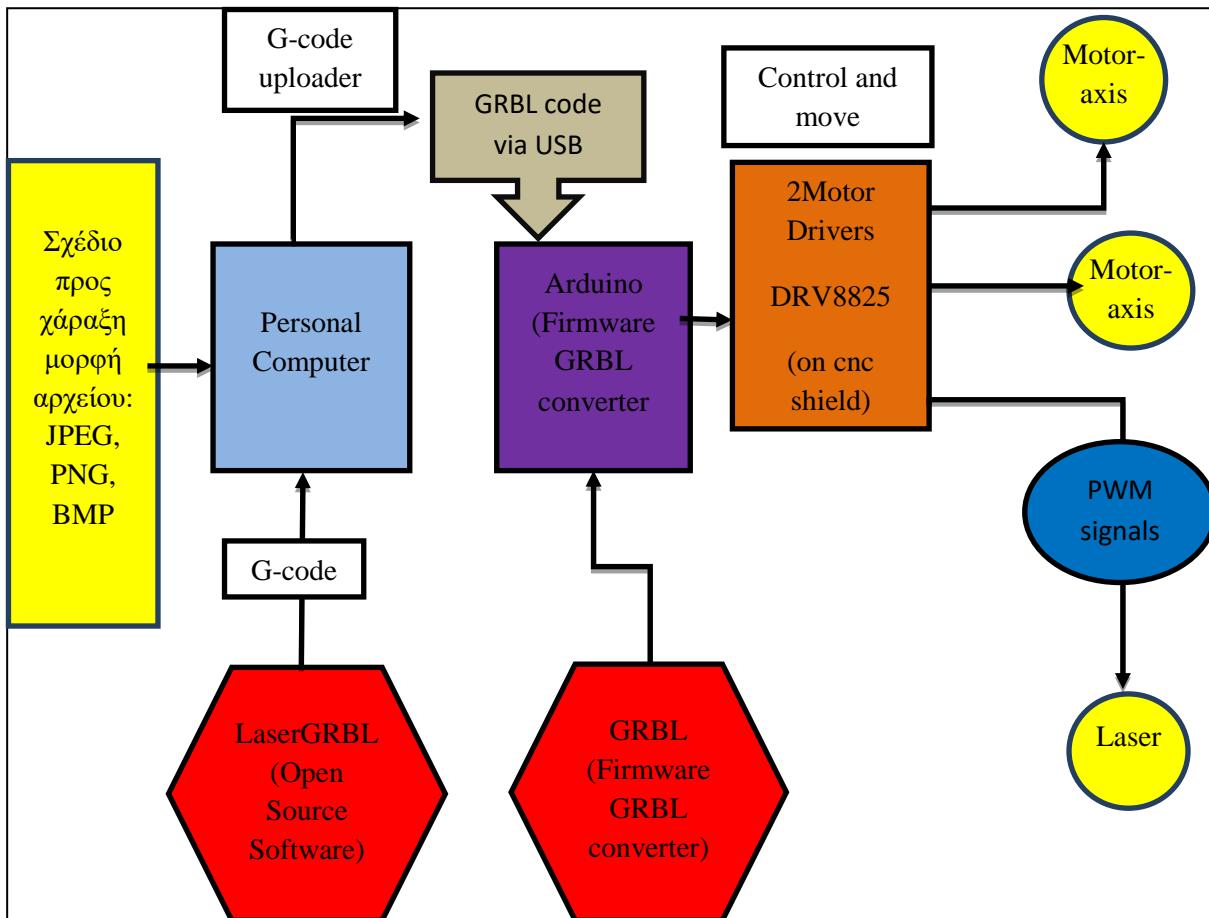 G-code
uploader
GRBL code
via USB
Control and
move
Motor-
axis
Σχέδιο
προς
χάραξη
μορφή
αρχείου:
JPEG,
PNG,
BMP
Personal
Computer
Arduino
(Firmware
GRBL
converter
2Motor
Drivers
DRV8825
(on cnc
shield)
Motor-
axis
PWM
signals
G-code
LaserGRBL
(Open
Source
Software)
GRBL
(Firmware
GRBL
converter)
Laser